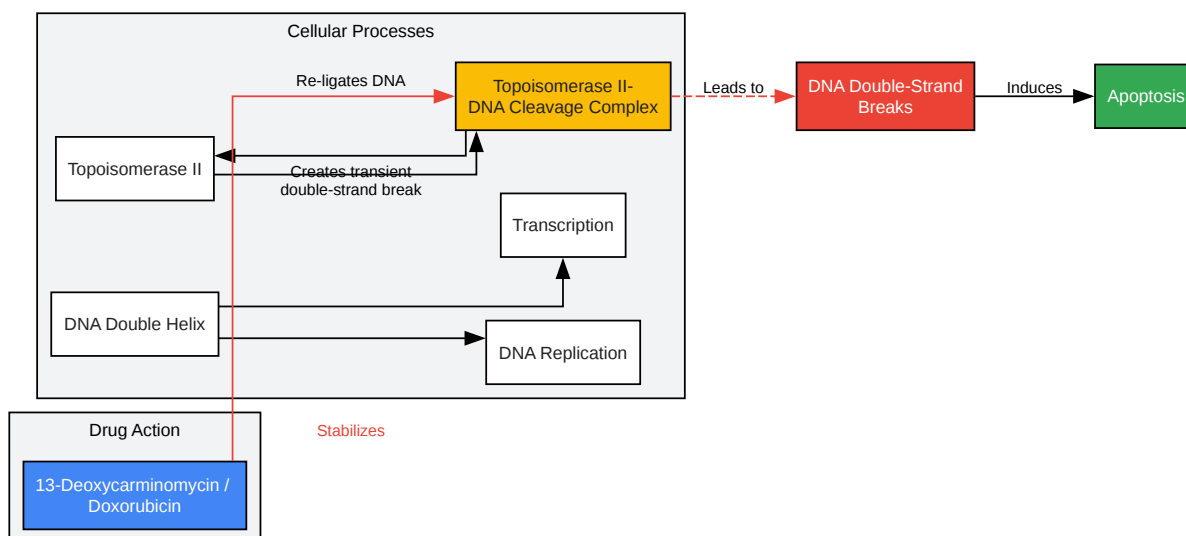 Cellular Processes
Re-ligates DNA
Topoisomerase II-
DNA Cleavage Complex
Leads to
DNA Double-Strand
Breaks
Induces
Apoptosis
Topoisomerase II
Creates transient
double-strand break
Transcription
DNA Double Helix
DNA Replication
Drug Action
Stabilizes
13-Deoxycarminomycin /
Doxorubicin